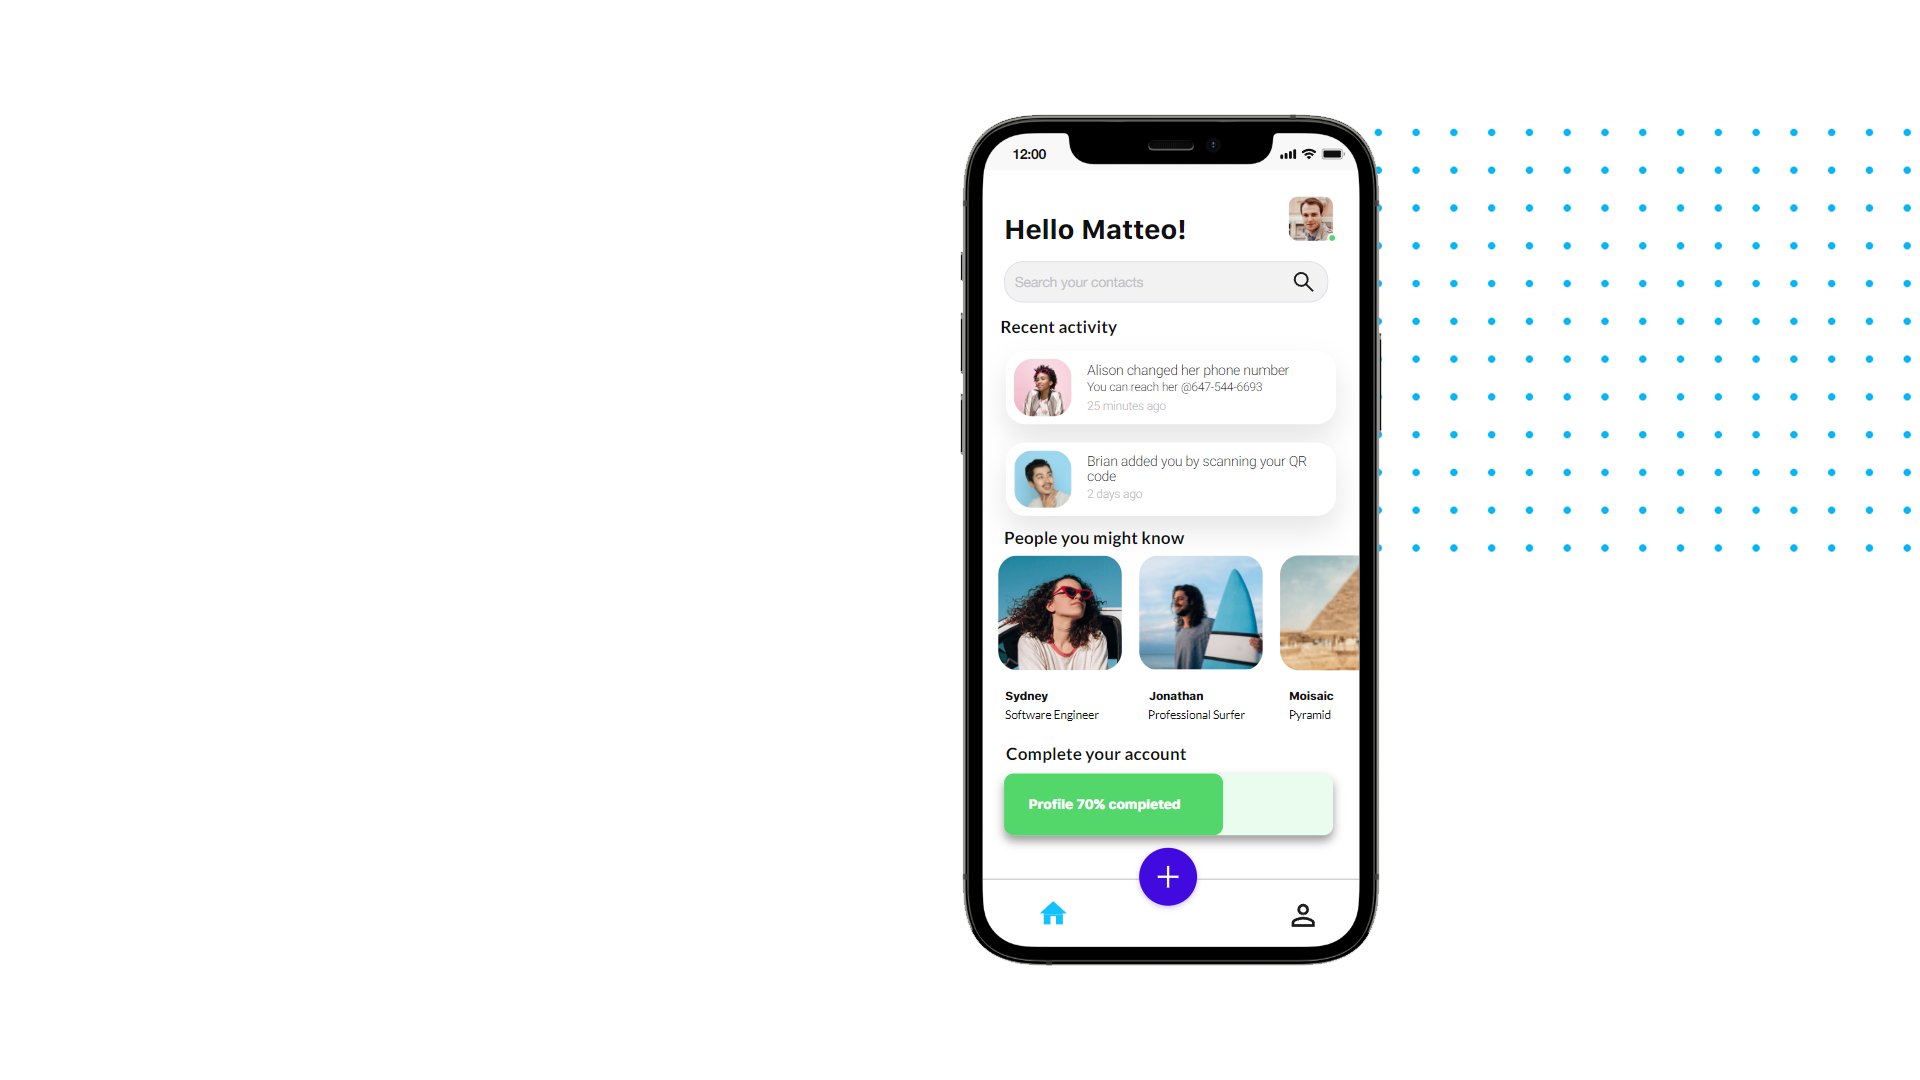 12:00
Hello Matteo!
Search your contacts
Recent activity
Alison changed her phone number
You can reach her @647-544-6693
25 minutes ago
Brian added you by scanning your QR
code
2 days ago
People you might know
Sydney
Software Engineer
Jonathan
Professional Surfer
Moisaic
Pyramid
Complete your account
Profile 70% completed